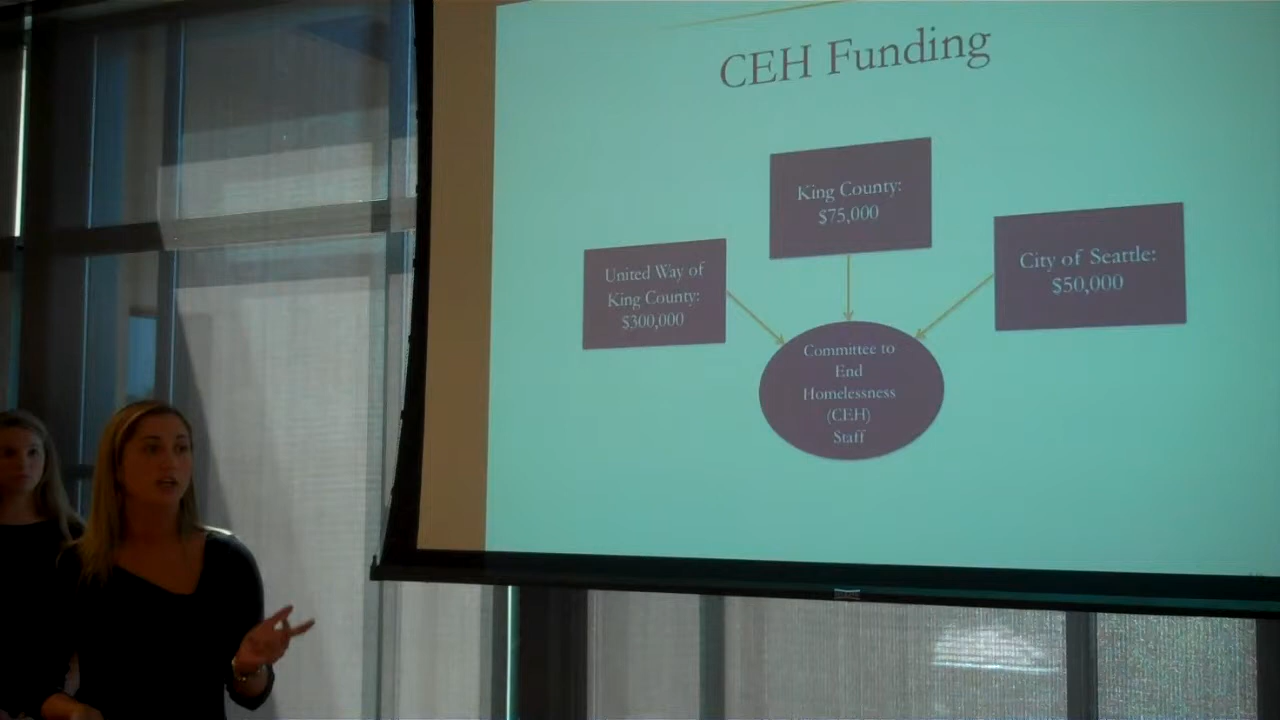 CEH Funding
King County:
$75,000
United Way of
King County:
$300,000
City of Seattle:
$50,000
Committee to
End
Homelessness
(CEH)
Staff